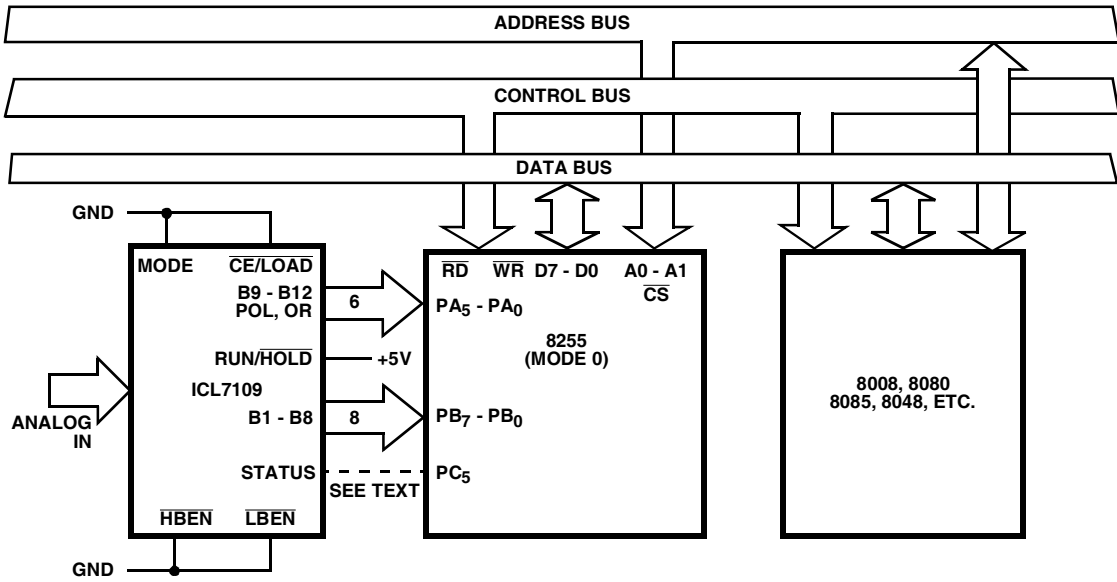 ADDRESS BUS
CONTROL BUS
DATA BUS
GND
MODE
CE/LOAD
B9 - B12
POL, OR
6
RUN/HOLD
+5V
ICL7109
ANALOG
IN
B1 - B8
8
STATUS
SEE TEXT
HBEN
LBEN
GND
RD
WR
D7 - D0
A0 - A1
CS
PA5 - PA0
8255
(MODE 0)
PB7 - PB0
PC5
8008, 8080
8085, 8048, ETC.